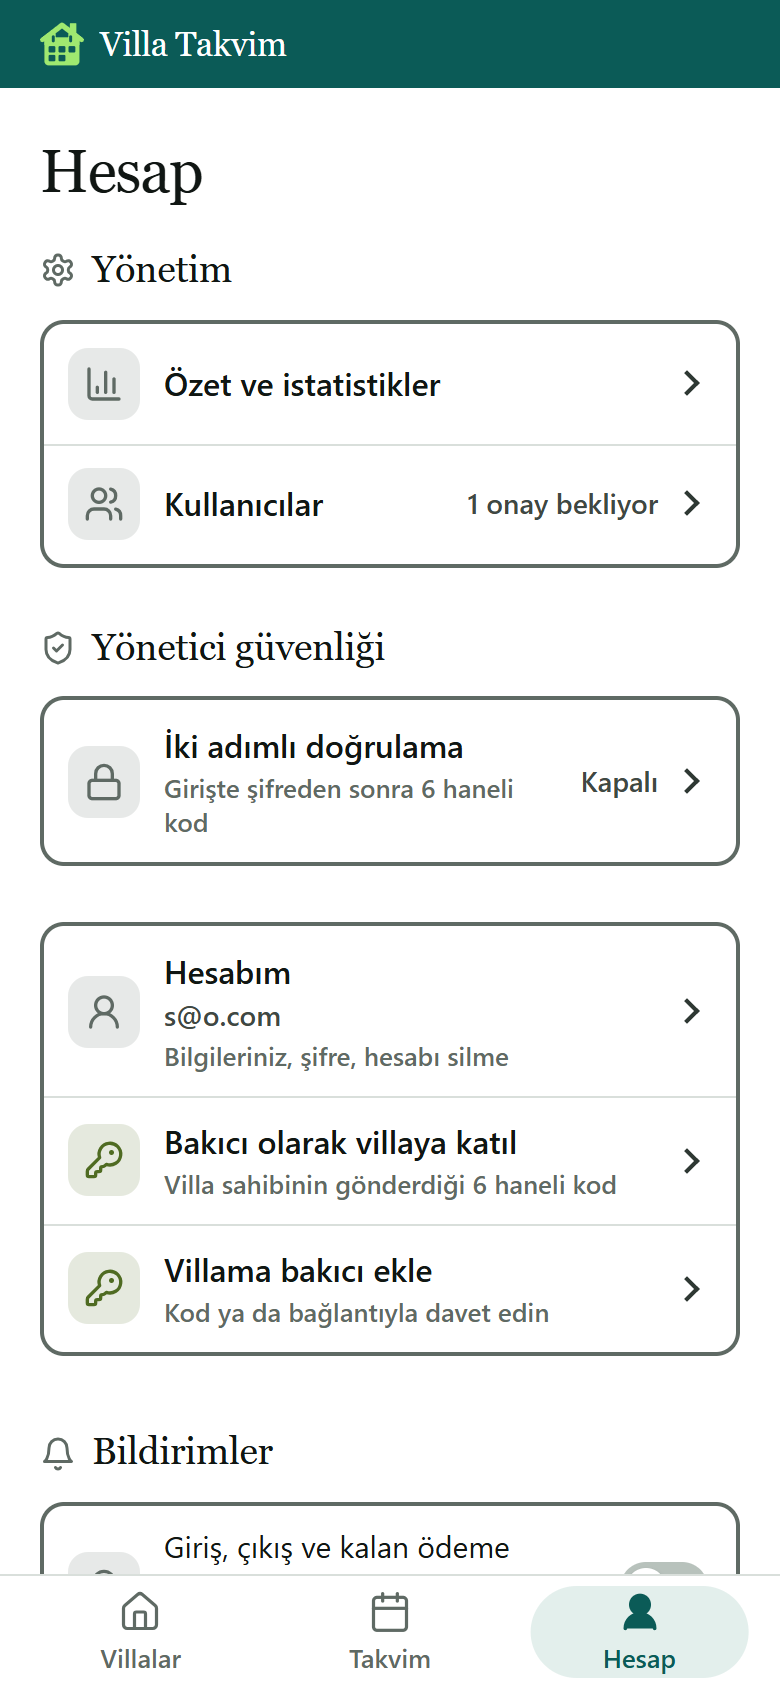 Villa Takvim
Hesap
Yönetim
Özet ve istatistikler
Kullanıcılar
1 onay bekliyor
Yönetici güvenliği
İki adımlı doğrulama
Girişte şifreden sonra 6 haneli
kod
Kapalı
Hesabım
s@o.com
Bilgileriniz, şifre, hesabı silme
Bakıcı olarak villaya katıl
Villa sahibinin gönderdiği 6 haneli kod
Villama bakıcı ekle
Kod ya da bağlantıyla davet edin
Bildirimler
Giriş, çıkış ve kalan ödeme
Villalar
Takvim
Hesap